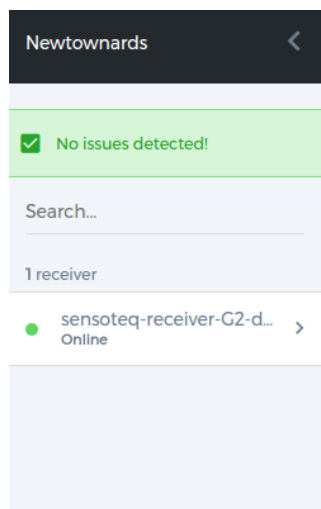 Newtownards
No issues detected!
Search...
1 receiver
sensoteq-receiver-G2-d...
Online